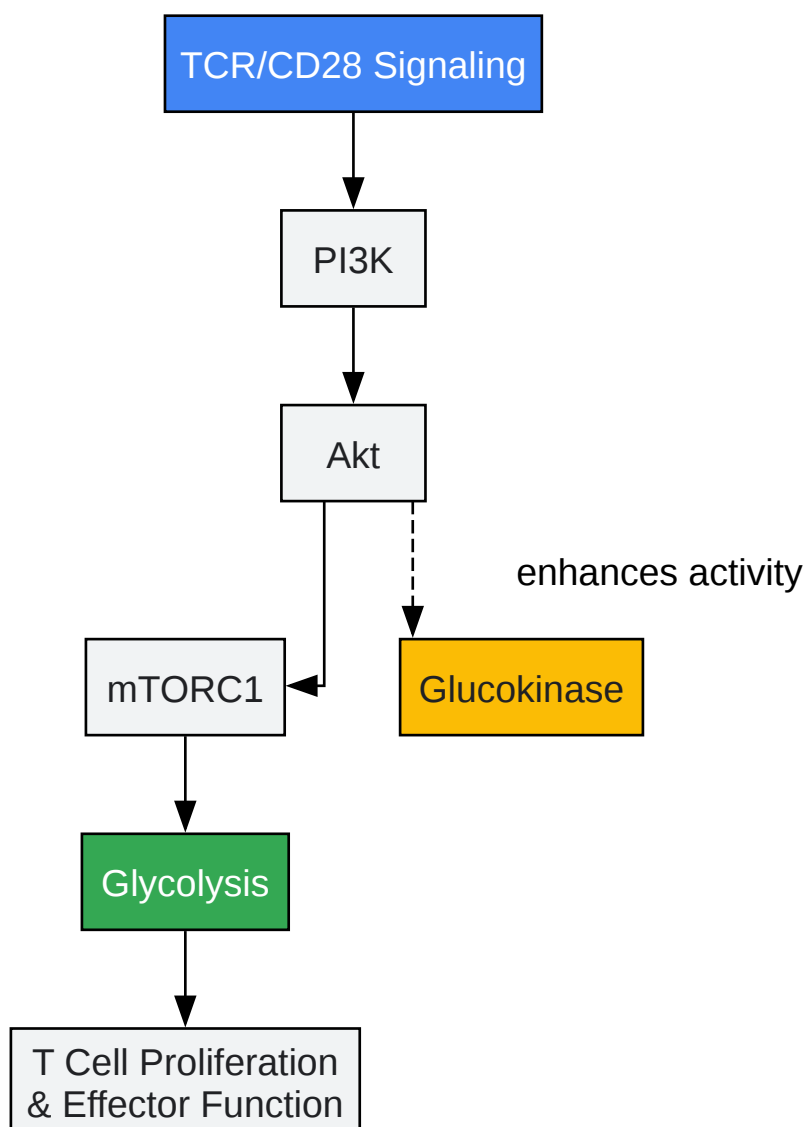 TCR/CD28 Signaling
PI3K
Akt
enhances activity
mTORC1
Glucokinase
Glycolysis
T Cell Proliferation
& Effector Function